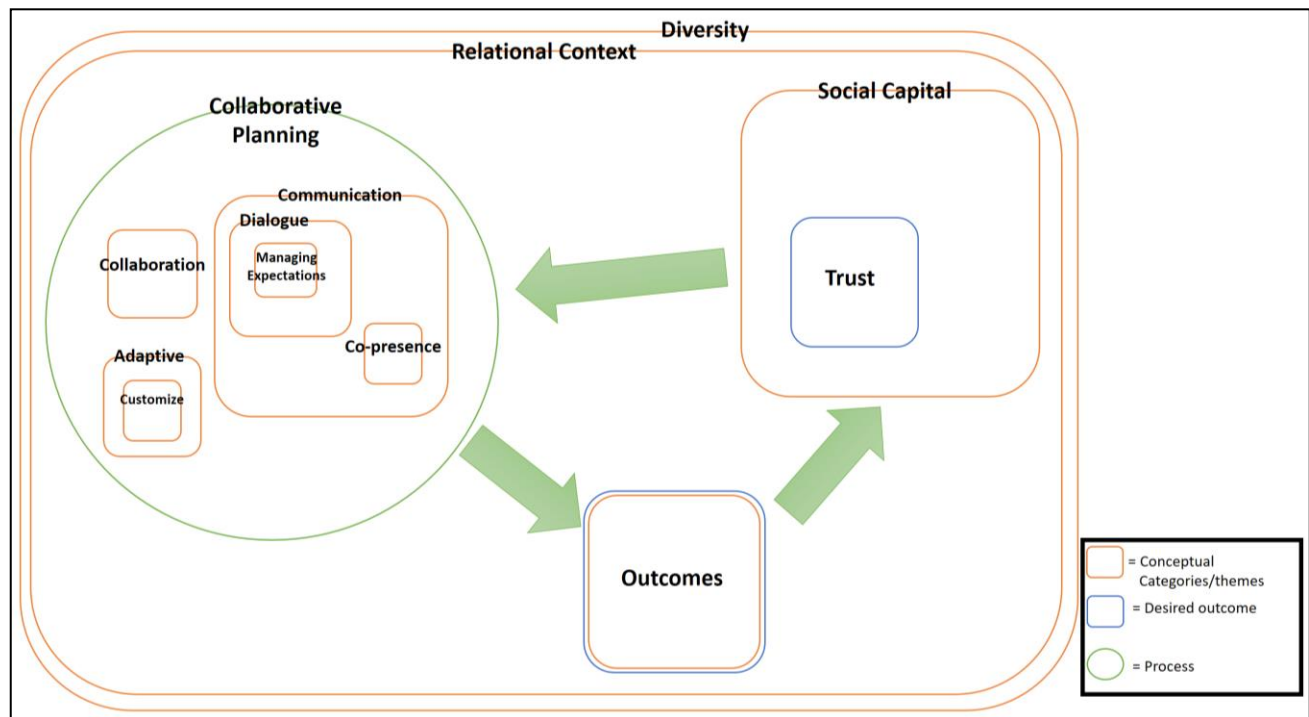 Diversity
Relational Context
Collaborative
Planning
Social Capital
Communication
Dialogue
Managing
Expectations
Collaboration
Co-presence
Adaptive
Customize
Trust
Outcomes
= Conceptual
Categories/themes
= Desired outcome
= Process